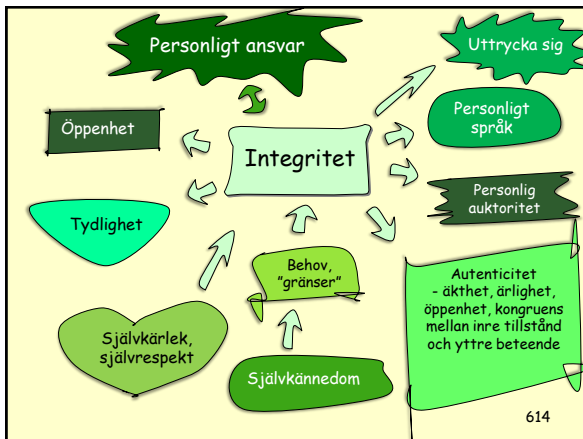 Personligt ansvar
Uttrycka sig
Öppenhet
Personligt
språk
Integritet
Personlig
auktoritet
Tydlighet
Behov,
"gränser"
Autenticitet
- äkthet, ärlighet,
öppenhet, kongruens
mellan inre tillstånd
och yttre beteende
Självkärlek,
självrespekt
Självkännedom
614